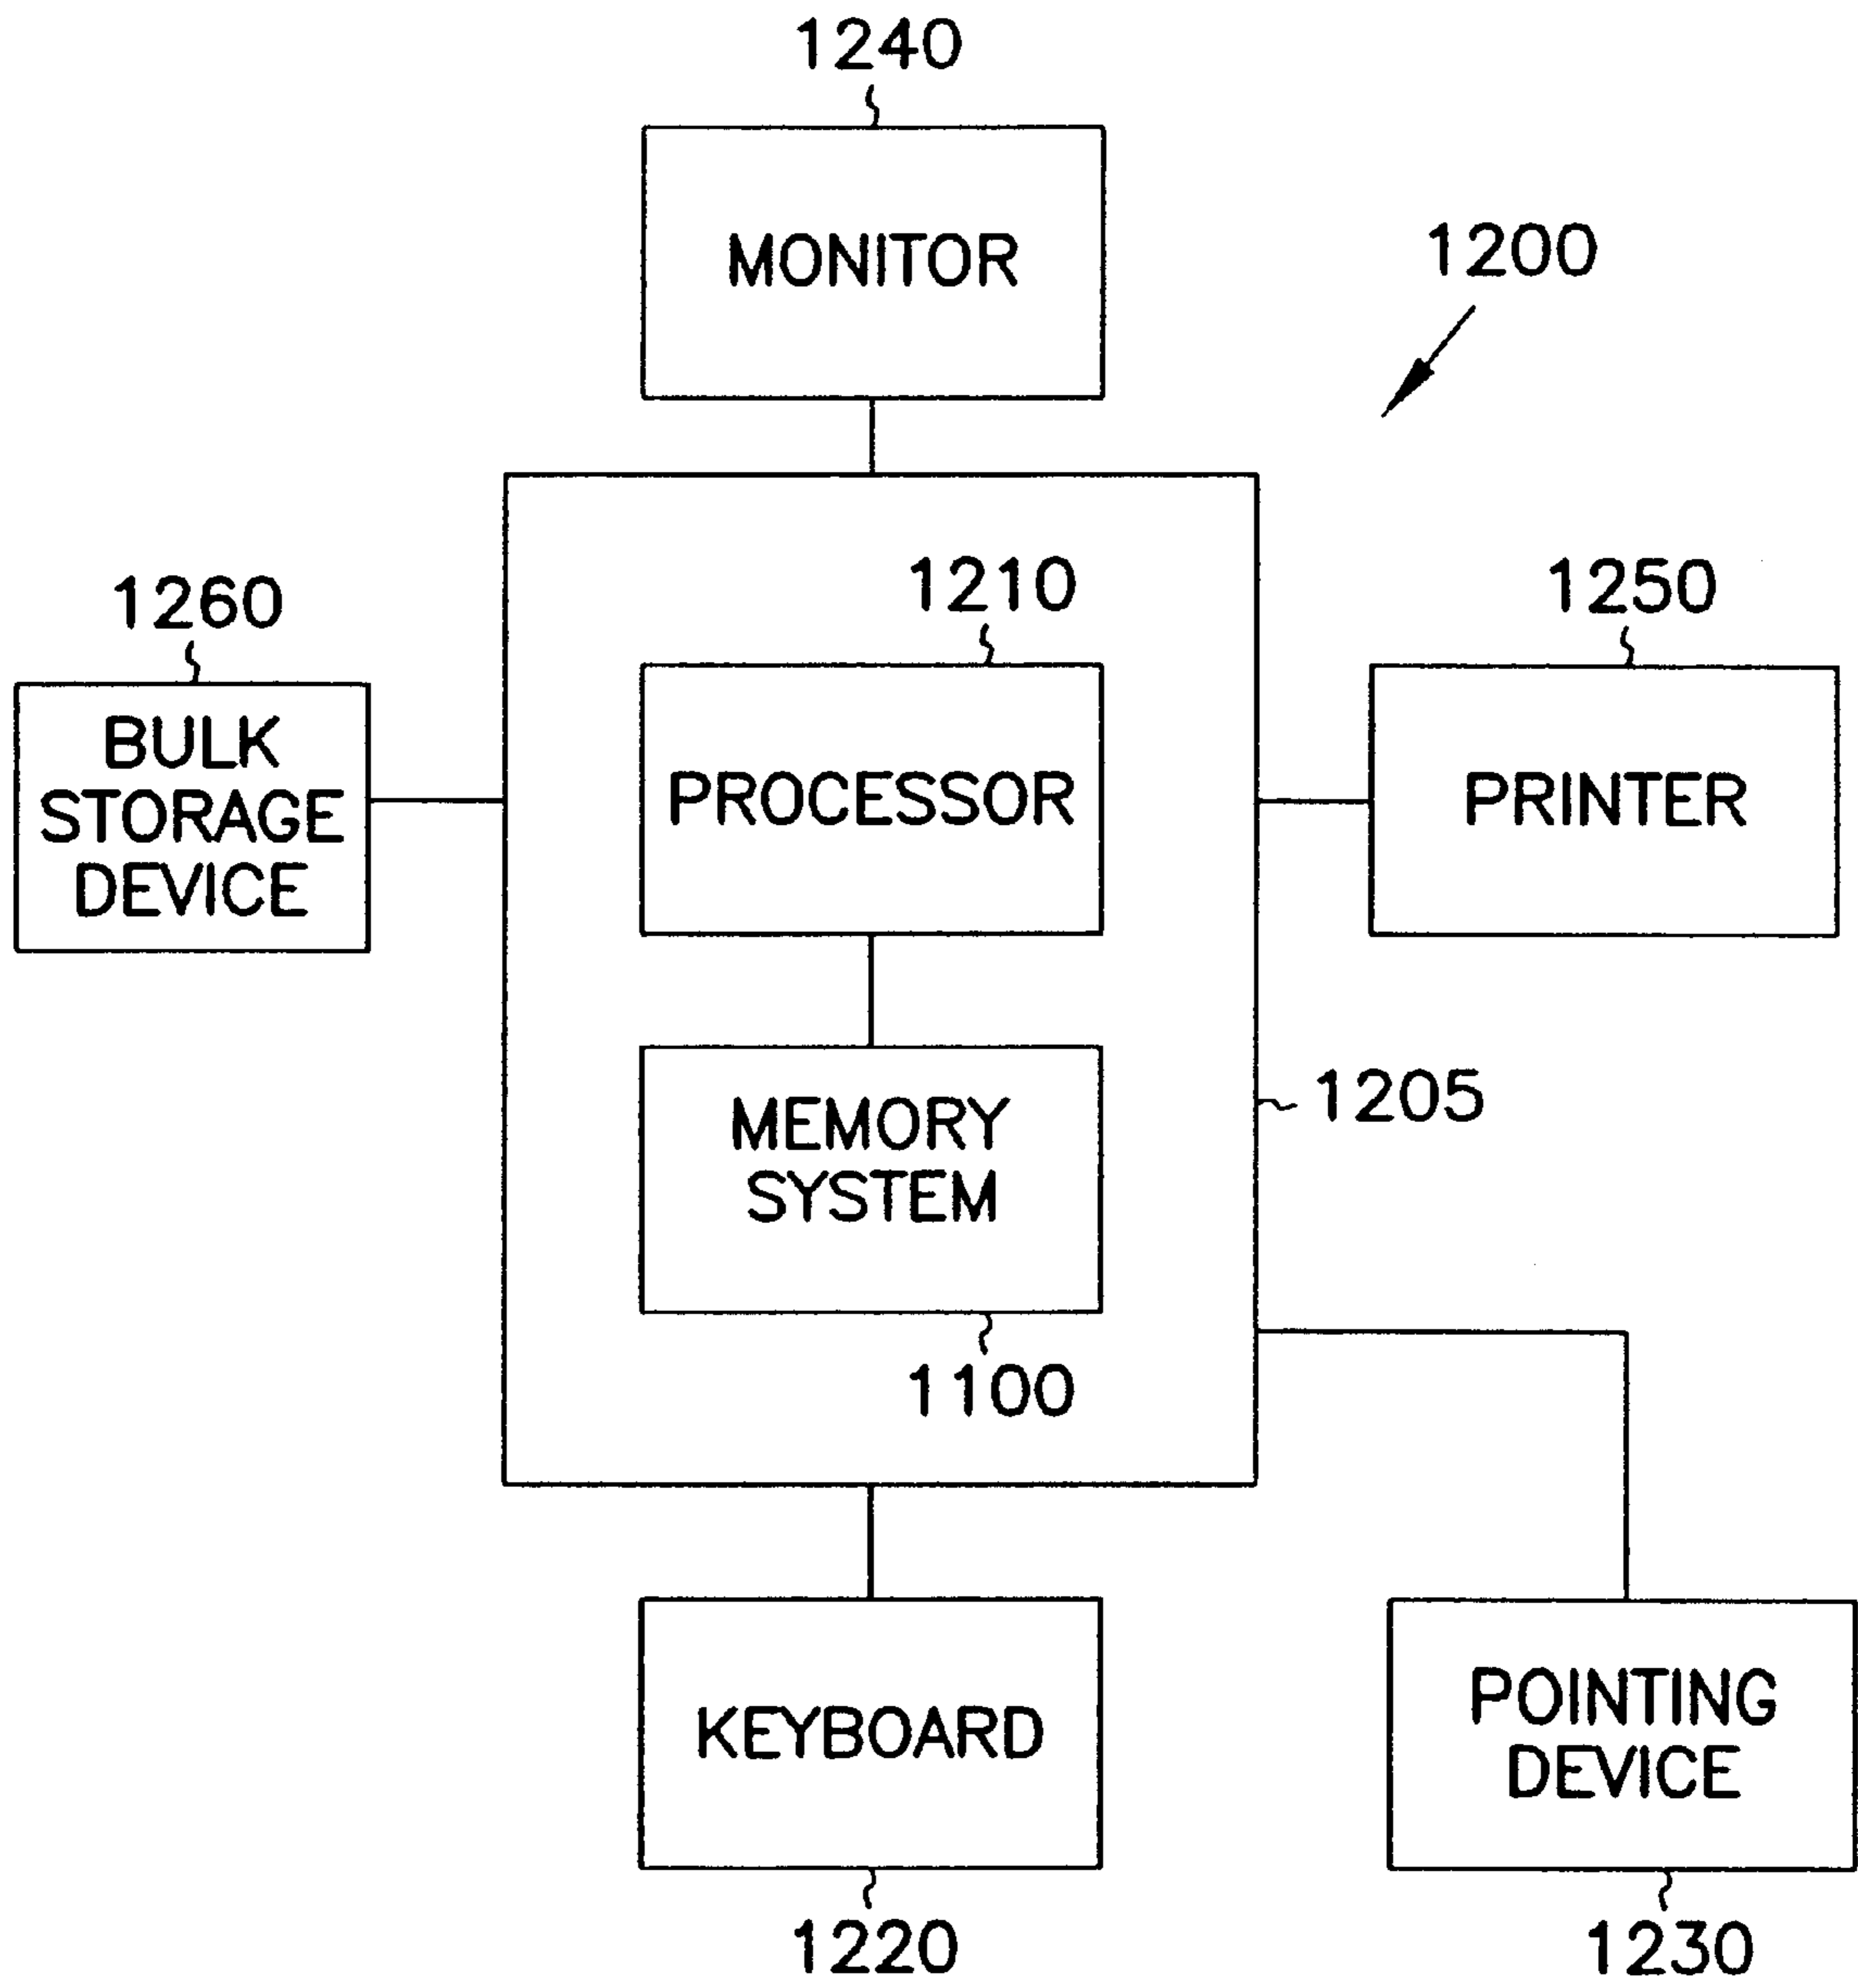 1240
MONITOR
1200
1210
1260
1250
BULK
STORAGE
DEVICE
PROCESSOR
PRINTER
1205
MEMORY
SYSTEM
1100
KEYBOARD
POINTING
DEVICE
1220
1230